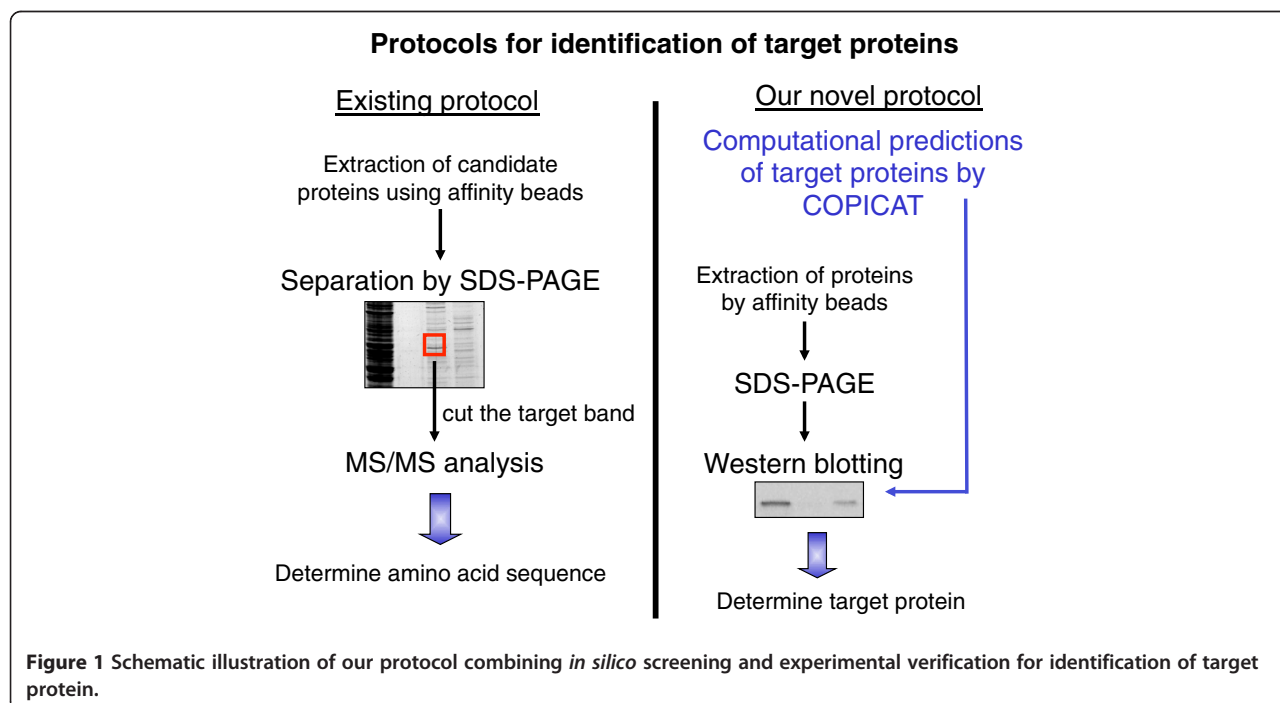 Protocols for identification of target proteins
Existing protocol
Extraction of candidate
proteins using affinity beads
Separation by SDS-PAGE
cut the target band
MS/MS analysis
Determine amino acid sequence
Our novel protocol
Computational predictions
of target proteins by
COPICAT
Extraction of proteins
by affinity beads
SDS-PAGE
Western blotting
Determine target protein
Figure 1 Schematic illustration of our protocol combining in silico screening and experimental verification for identification of target
protein.